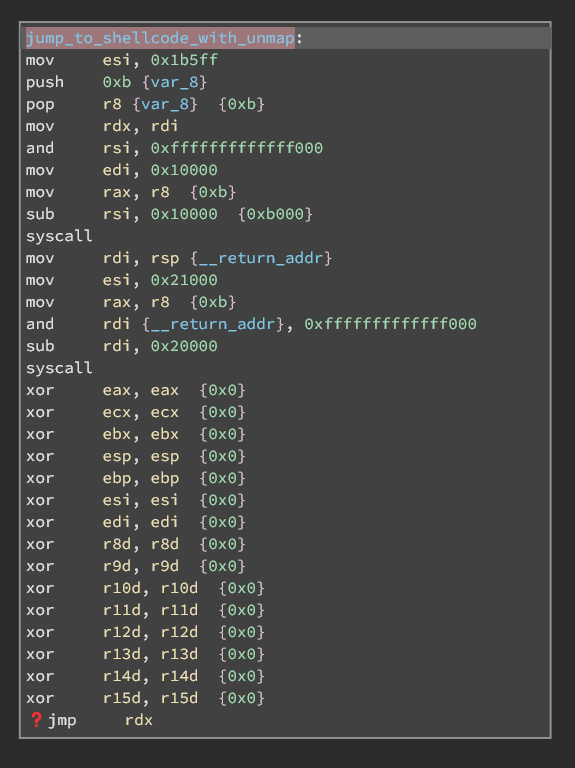 jump_to_shellcode_with_unmap:
mov     esi, 0x1b5ff
push    0xb {var_8}
pop     r8 {var_8}  {0xb}
mov     rdx, rdi
and     rsi, 0xfffffffffffff000
mov     edi, 0x10000
mov     rax, r8  {0xb}
sub     rsi, 0x10000  {0xb000}
syscall
mov     rdi, rsp {__return_addr}
mov     esi, 0x21000
mov     rax, r8  {0xb}
and     rdi {__return_addr}, 0xfffffffffffff000
sub     rdi, 0x20000
syscall
xor     eax, eax  {0x0}
xor     ecx, ecx  {0x0}
xor     ebx, ebx  {0x0}
xor     esp, esp  {0x0}
xor     ebp, ebp  {0x0}
xor     esi, esi  {0x0}
xor     edi, edi  {0x0}
xor     r8d, r8d  {0x0}
xor     r9d, r9d  {0x0}
xor     r10d, r10d  {0x0}
xor     r11d, r11d  {0x0}
xor     r12d, r12d  {0x0}
xor     r13d, r13d  {0x0}
xor     r14d, r14d  {0x0}
xor     r15d, r15d  {0x0}
❓jmp     rdx